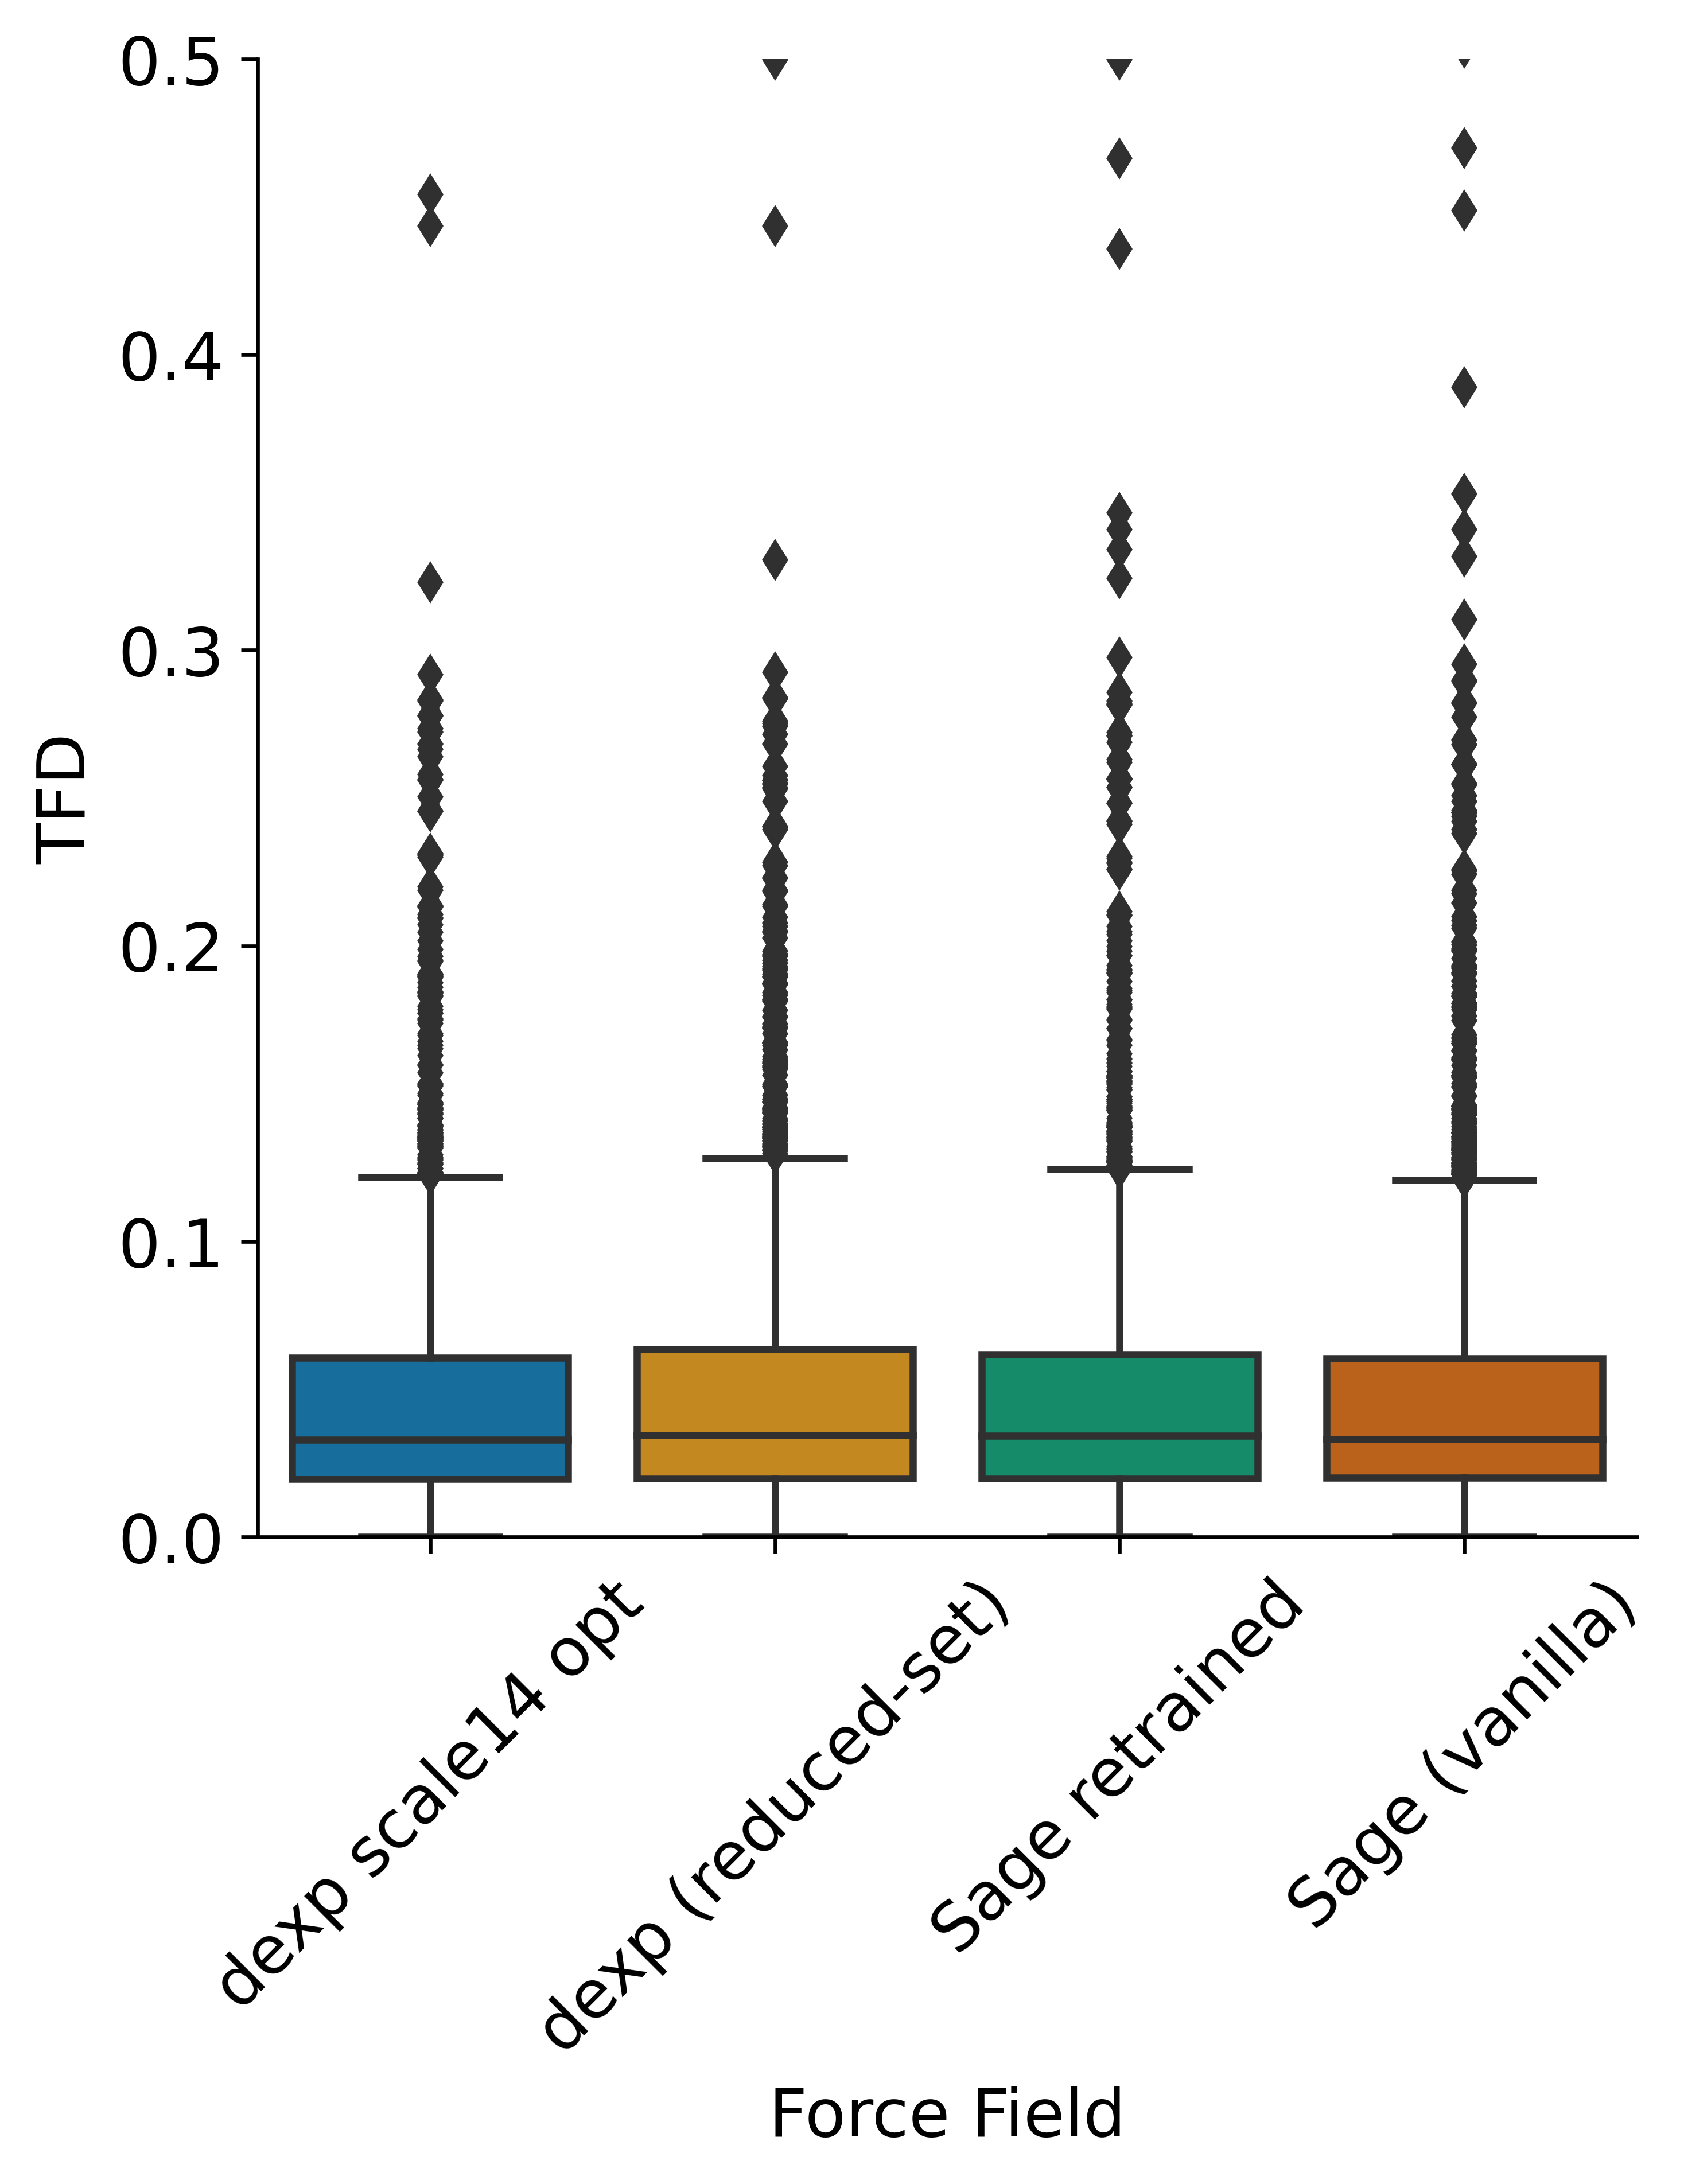 0.5
0.4
0.3
0.2
0.1
0.0
TFD
dexp scale14 opt
dexp (reduced-set)
Sage retrained
Sage (vanilla)
Force Field